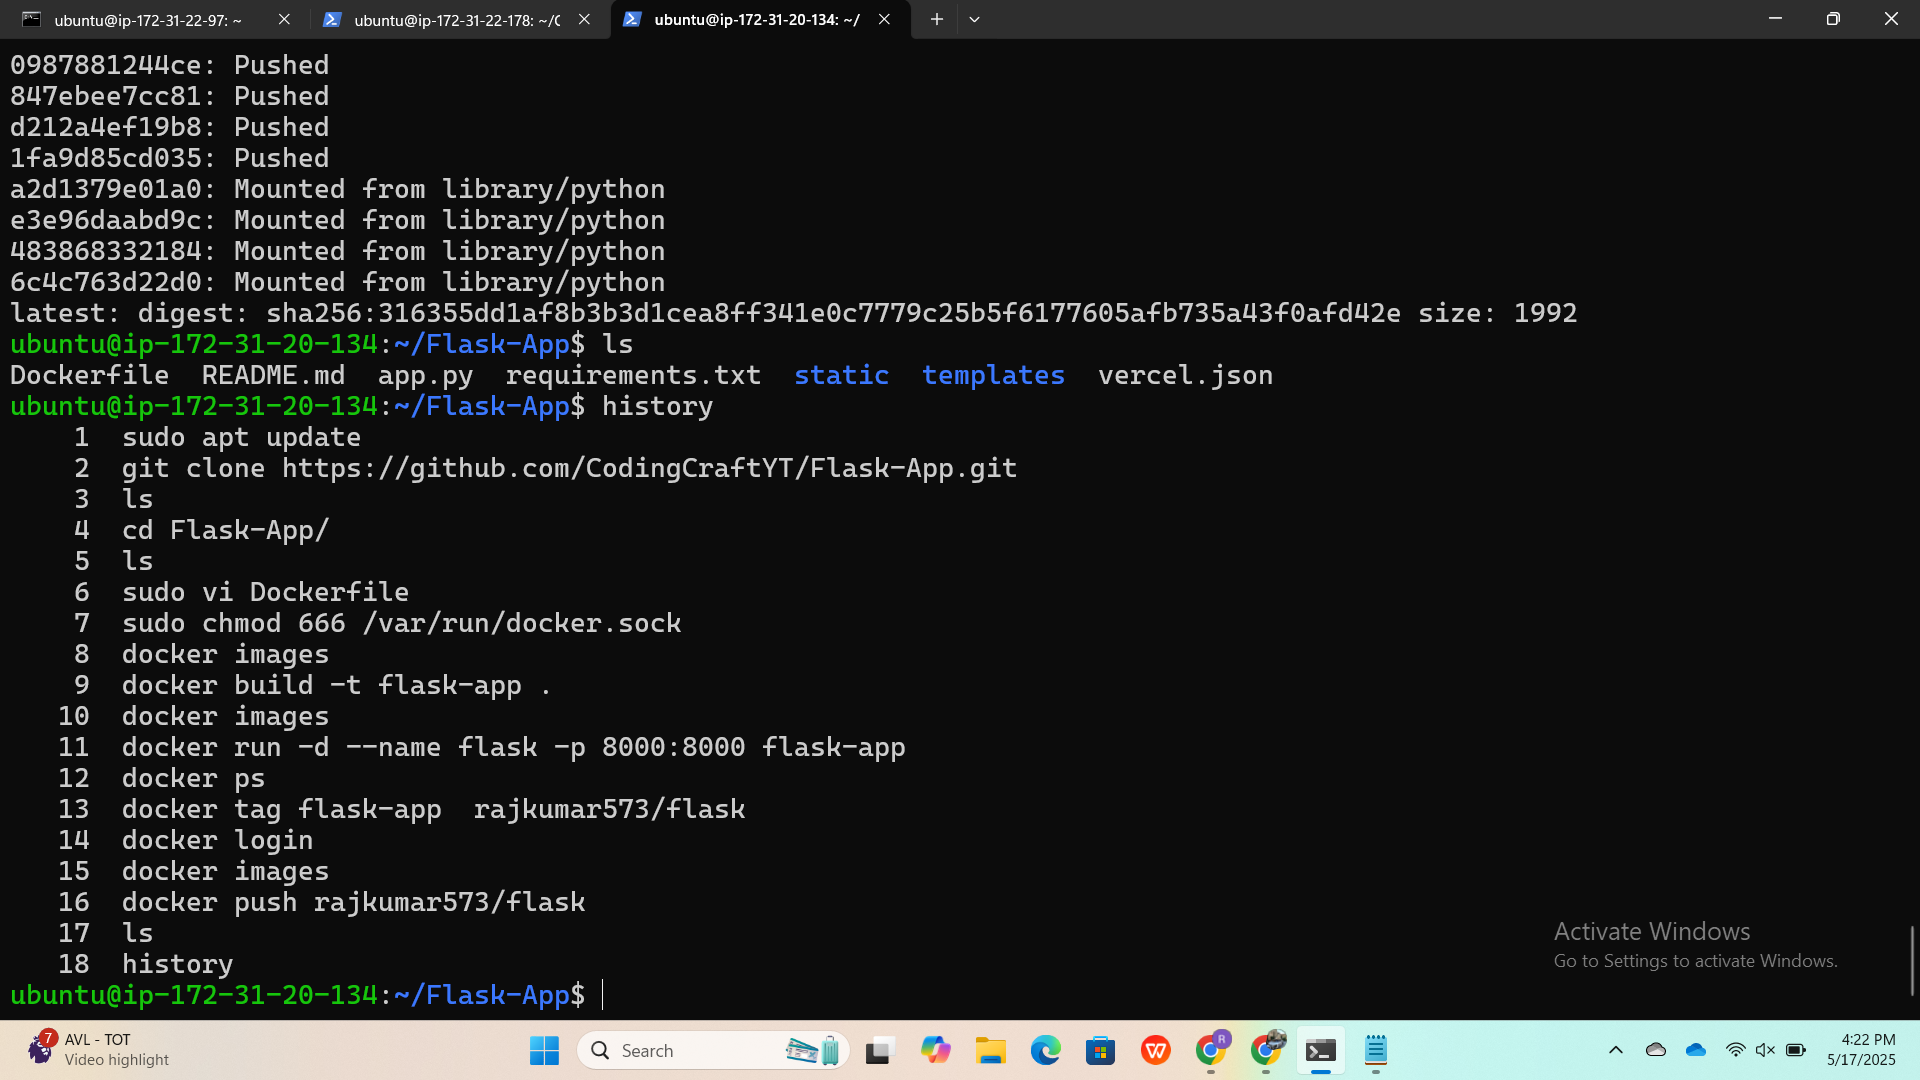 ubuntu@ip-172-31-22-97: ~
ubuntu@ip-172-31-22-178: ~/
ubuntu@ip-172-31-20-134: ~/
0987881244ce: Pushed
847ebee7cc81: Pushed
d212a4ef19b8: Pushed
1fa9d85cd035: Pushed
a2d1379e01a0: Mounted from library/python
e3e96daabd9c: Mounted from library/python
483868332184: Mounted from library/python
6c4c763d22d0: Mounted from library/python
latest: digest: sha256:316355dd1af8b3b3d1cea8ff341e0c7779c25b5f6177605afb735a43f0afd42e size: 1992
ubuntu@ip-172-31-20-134:~/Flask-App$ ls
Dockerfile  README.md  app.py  requirements.txt  static  templates  vercel.json
ubuntu@ip-172-31-20-134:~/Flask-App$ history
1  sudo apt update
2  git clone https://github.com/CodingCraftYT/Flask-App.git
3  ls
4  cd Flask-App/
5  ls
6  sudo vi Dockerfile
7  sudo chmod 666 /var/run/docker.sock
8  docker images
9  docker build -t flask-app .
10  docker images
11  docker run -d --name flask -p 8000:8000 flask-app
12  docker ps
13  docker tag flask-app  rajkumar573/flask
14  docker login
15  docker images
16  docker push rajkumar573/flask
17  ls
18  history
ubuntu@ip-172-31-20-134:~/Flask-App$
Activate Windows
Go to Settings to activate Windows.
7
AVL - TOT
Video highlight
Search
R
4:22 PM
5/17/2025